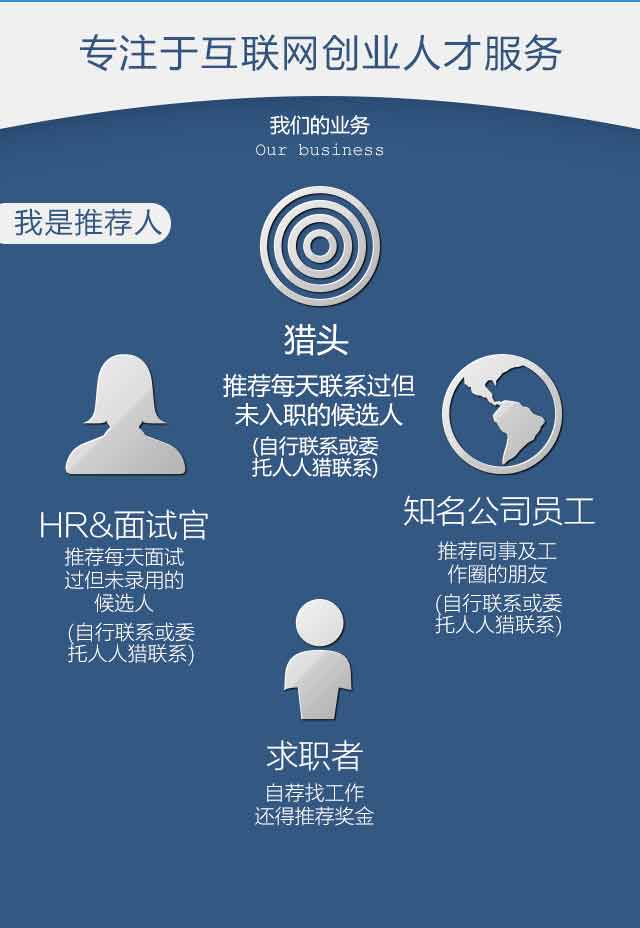 专注于互联网创业人才服务
我们的业务
Our business
我是推荐人
猎头
推荐每天联系过但
未入职的候选人
(自行联系或委
托人人猎联系)
HR&面试官
推荐每天面试
过但未录用的
候选人
(自行联系或委
托人人猎联系)
知名公司员工
推荐同事及工
作圈的朋友
(自行联系或委
托人人猎联系)
求职者
自荐找工作
还得推荐奖金